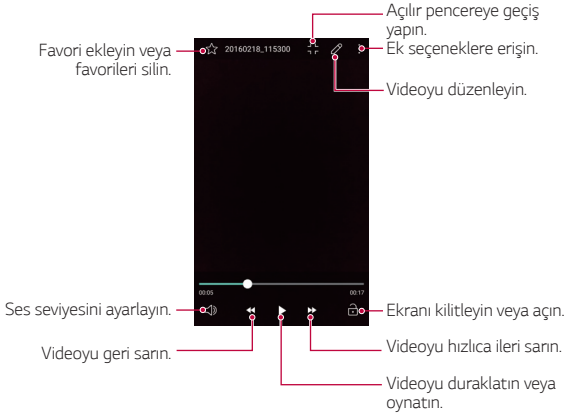 Açılır pencereye geçiş
yapın.
Favori ekleyin veya
favorileri silin.
20160218_115300
Ek seçeneklere erişin.
Videoyu düzenleyin.
00:05
00:17
Ses seviyesini ayarlayın.
Ekranı kilitleyin veya açın.
Videoyu geri sarın.
Videoyu hızlıca ileri sarın.
Videoyu duraklatın veya
oynatın.